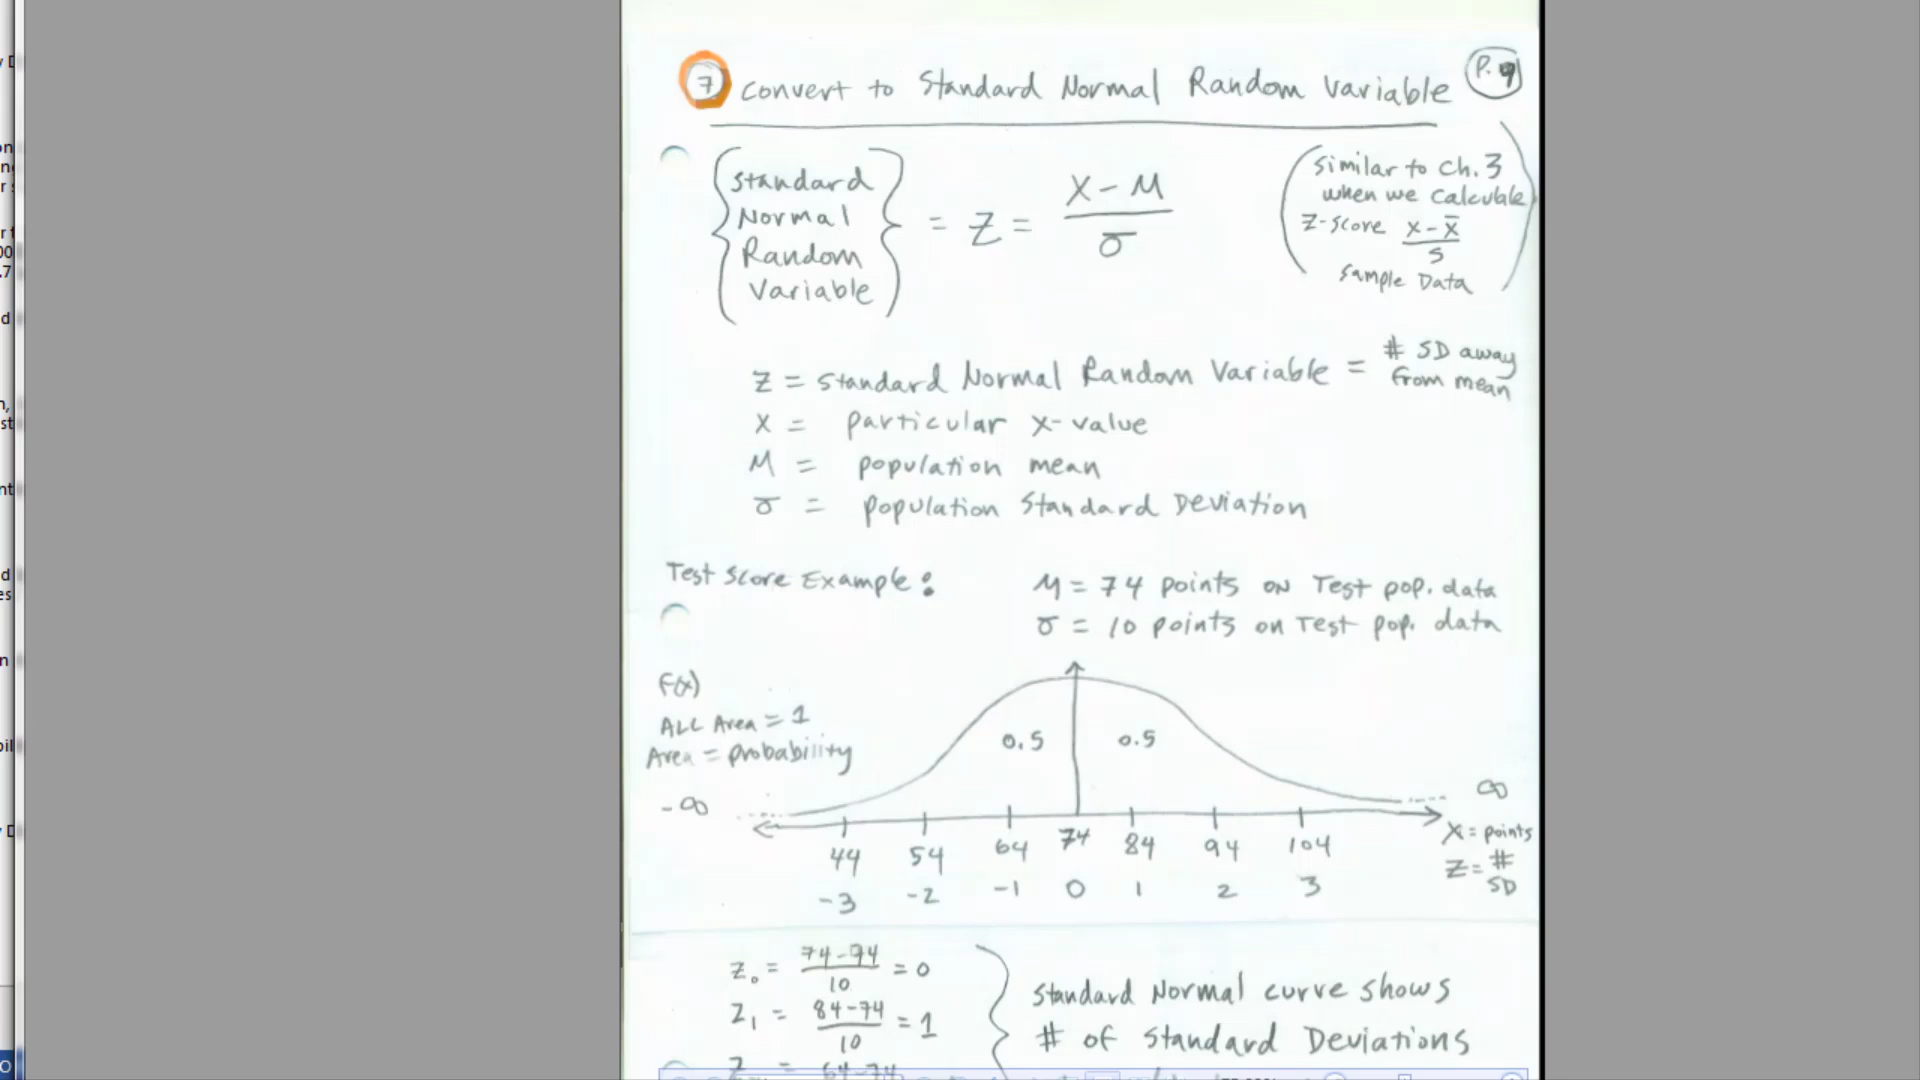 7 Convert to Standard Normal Random Variable P. 9
{Standard Normal Random Variable} = Z = X - M / σ
(Similar to Ch. 3
when we calculate
Z-score X - X̄ / S
Sample Data)
Z = Standard Normal Random Variable = # SD away from mean
X = particular X-value
M = population mean
σ = population Standard Deviation
Test Score Example:
M = 74 points on Test pop. data
σ = 10 points on Test pop. data
F(x)
ALL Area = 1
Area = probability
0.5 0.5
-∞ ∞
44 54 64 74 84 94 104 X = points
-3 -2 -1 0 1 2 3 Z = # SD
Z₀ = 74-74 / 10 = 0
Z₁ = 84-74 / 10 = 1
Standard Normal curve shows
# of Standard Deviations